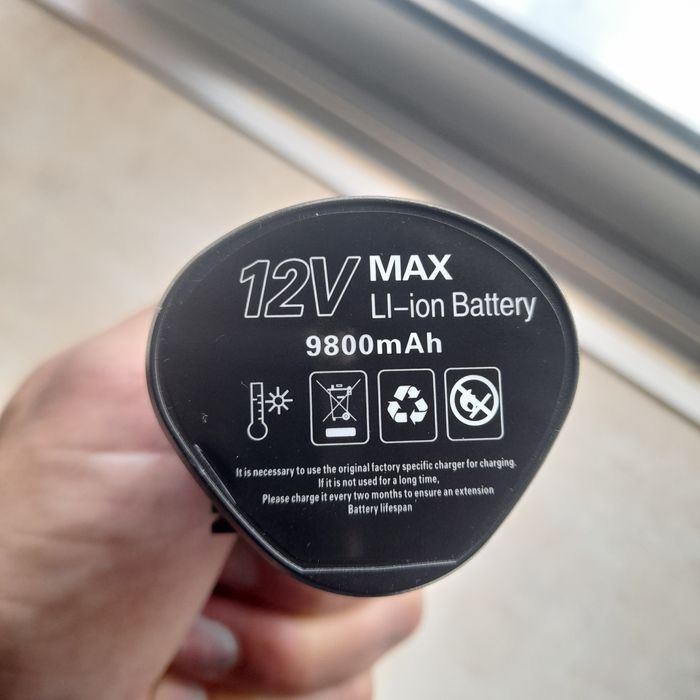 12V MAX
LI-ion Battery
9800mAh
It is necessary to use the original factory specific charger for charging.
If it is not used for a long time,
Please charge it every two months to ensure an extension
Battery lifespan